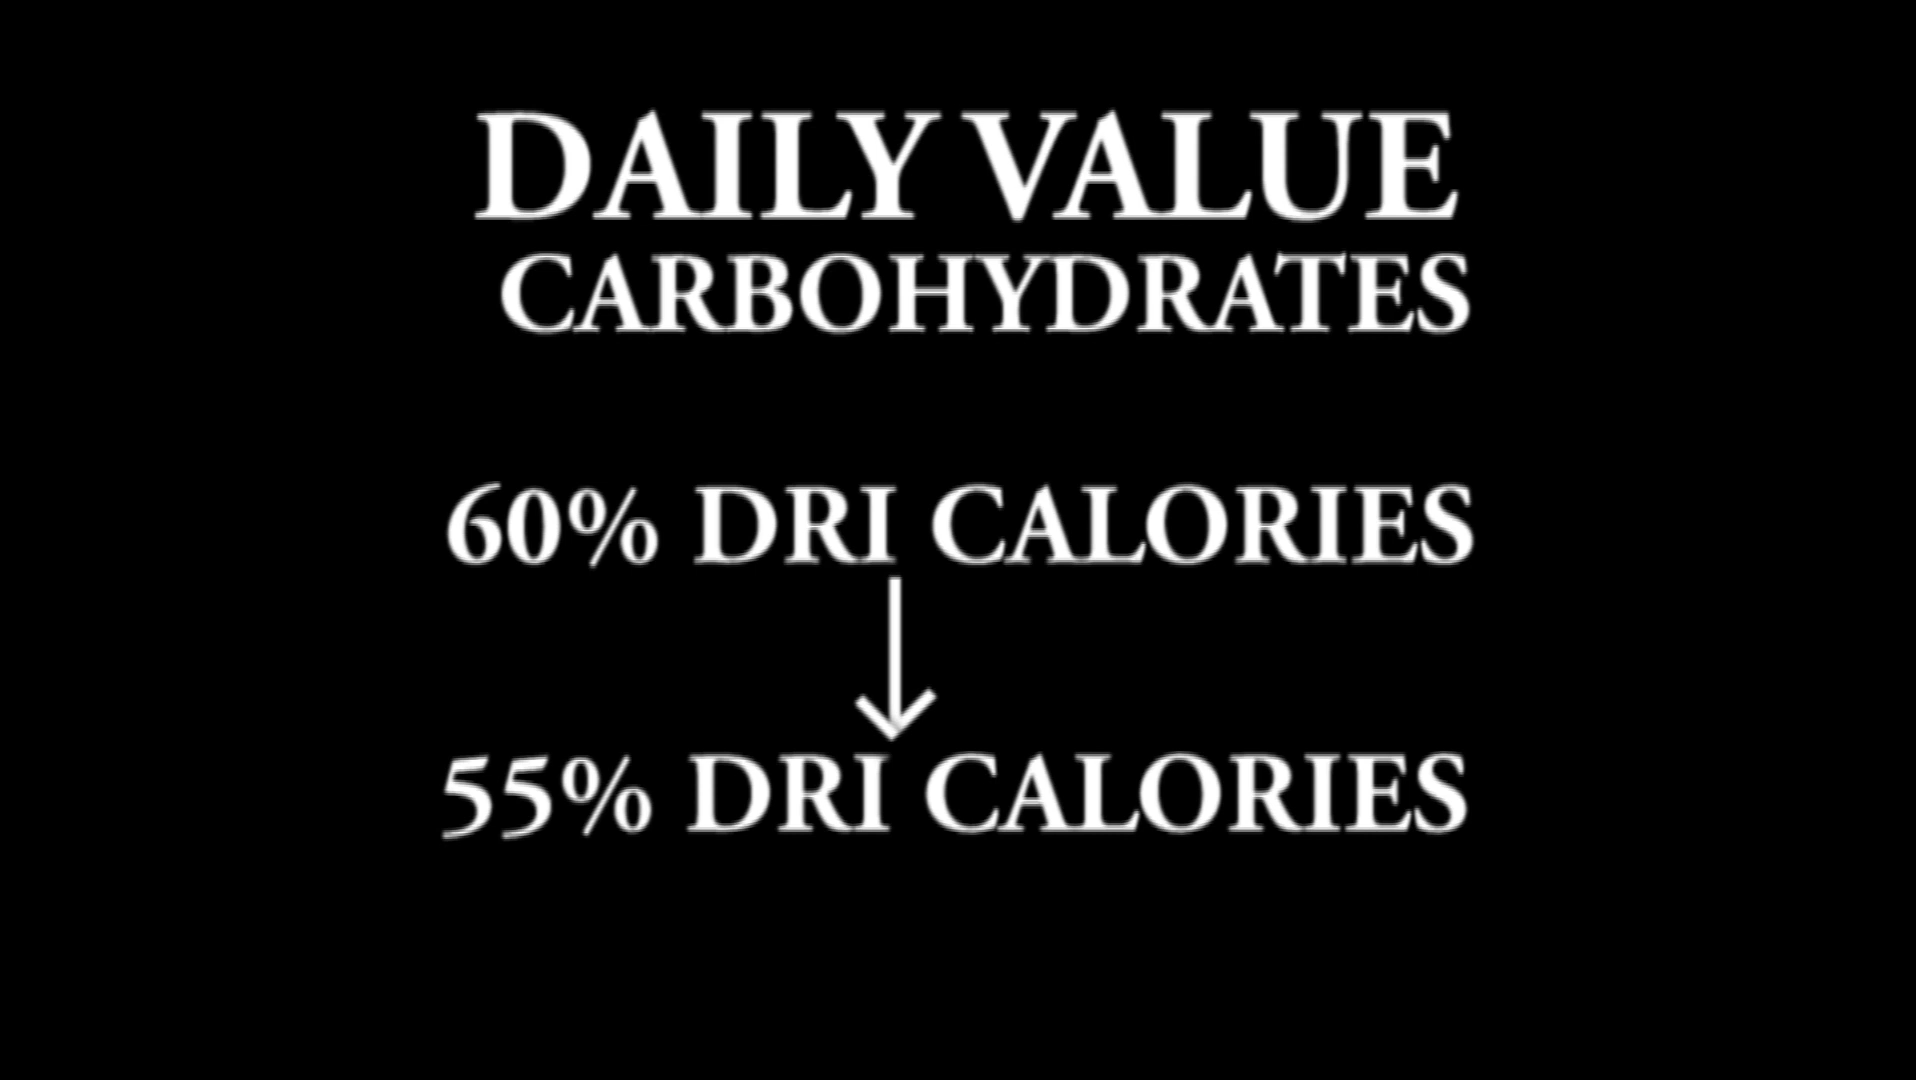 DAILY VALUE
CARBOHYDRATES
60% DRI CALORIES
55% DRI CALORIES